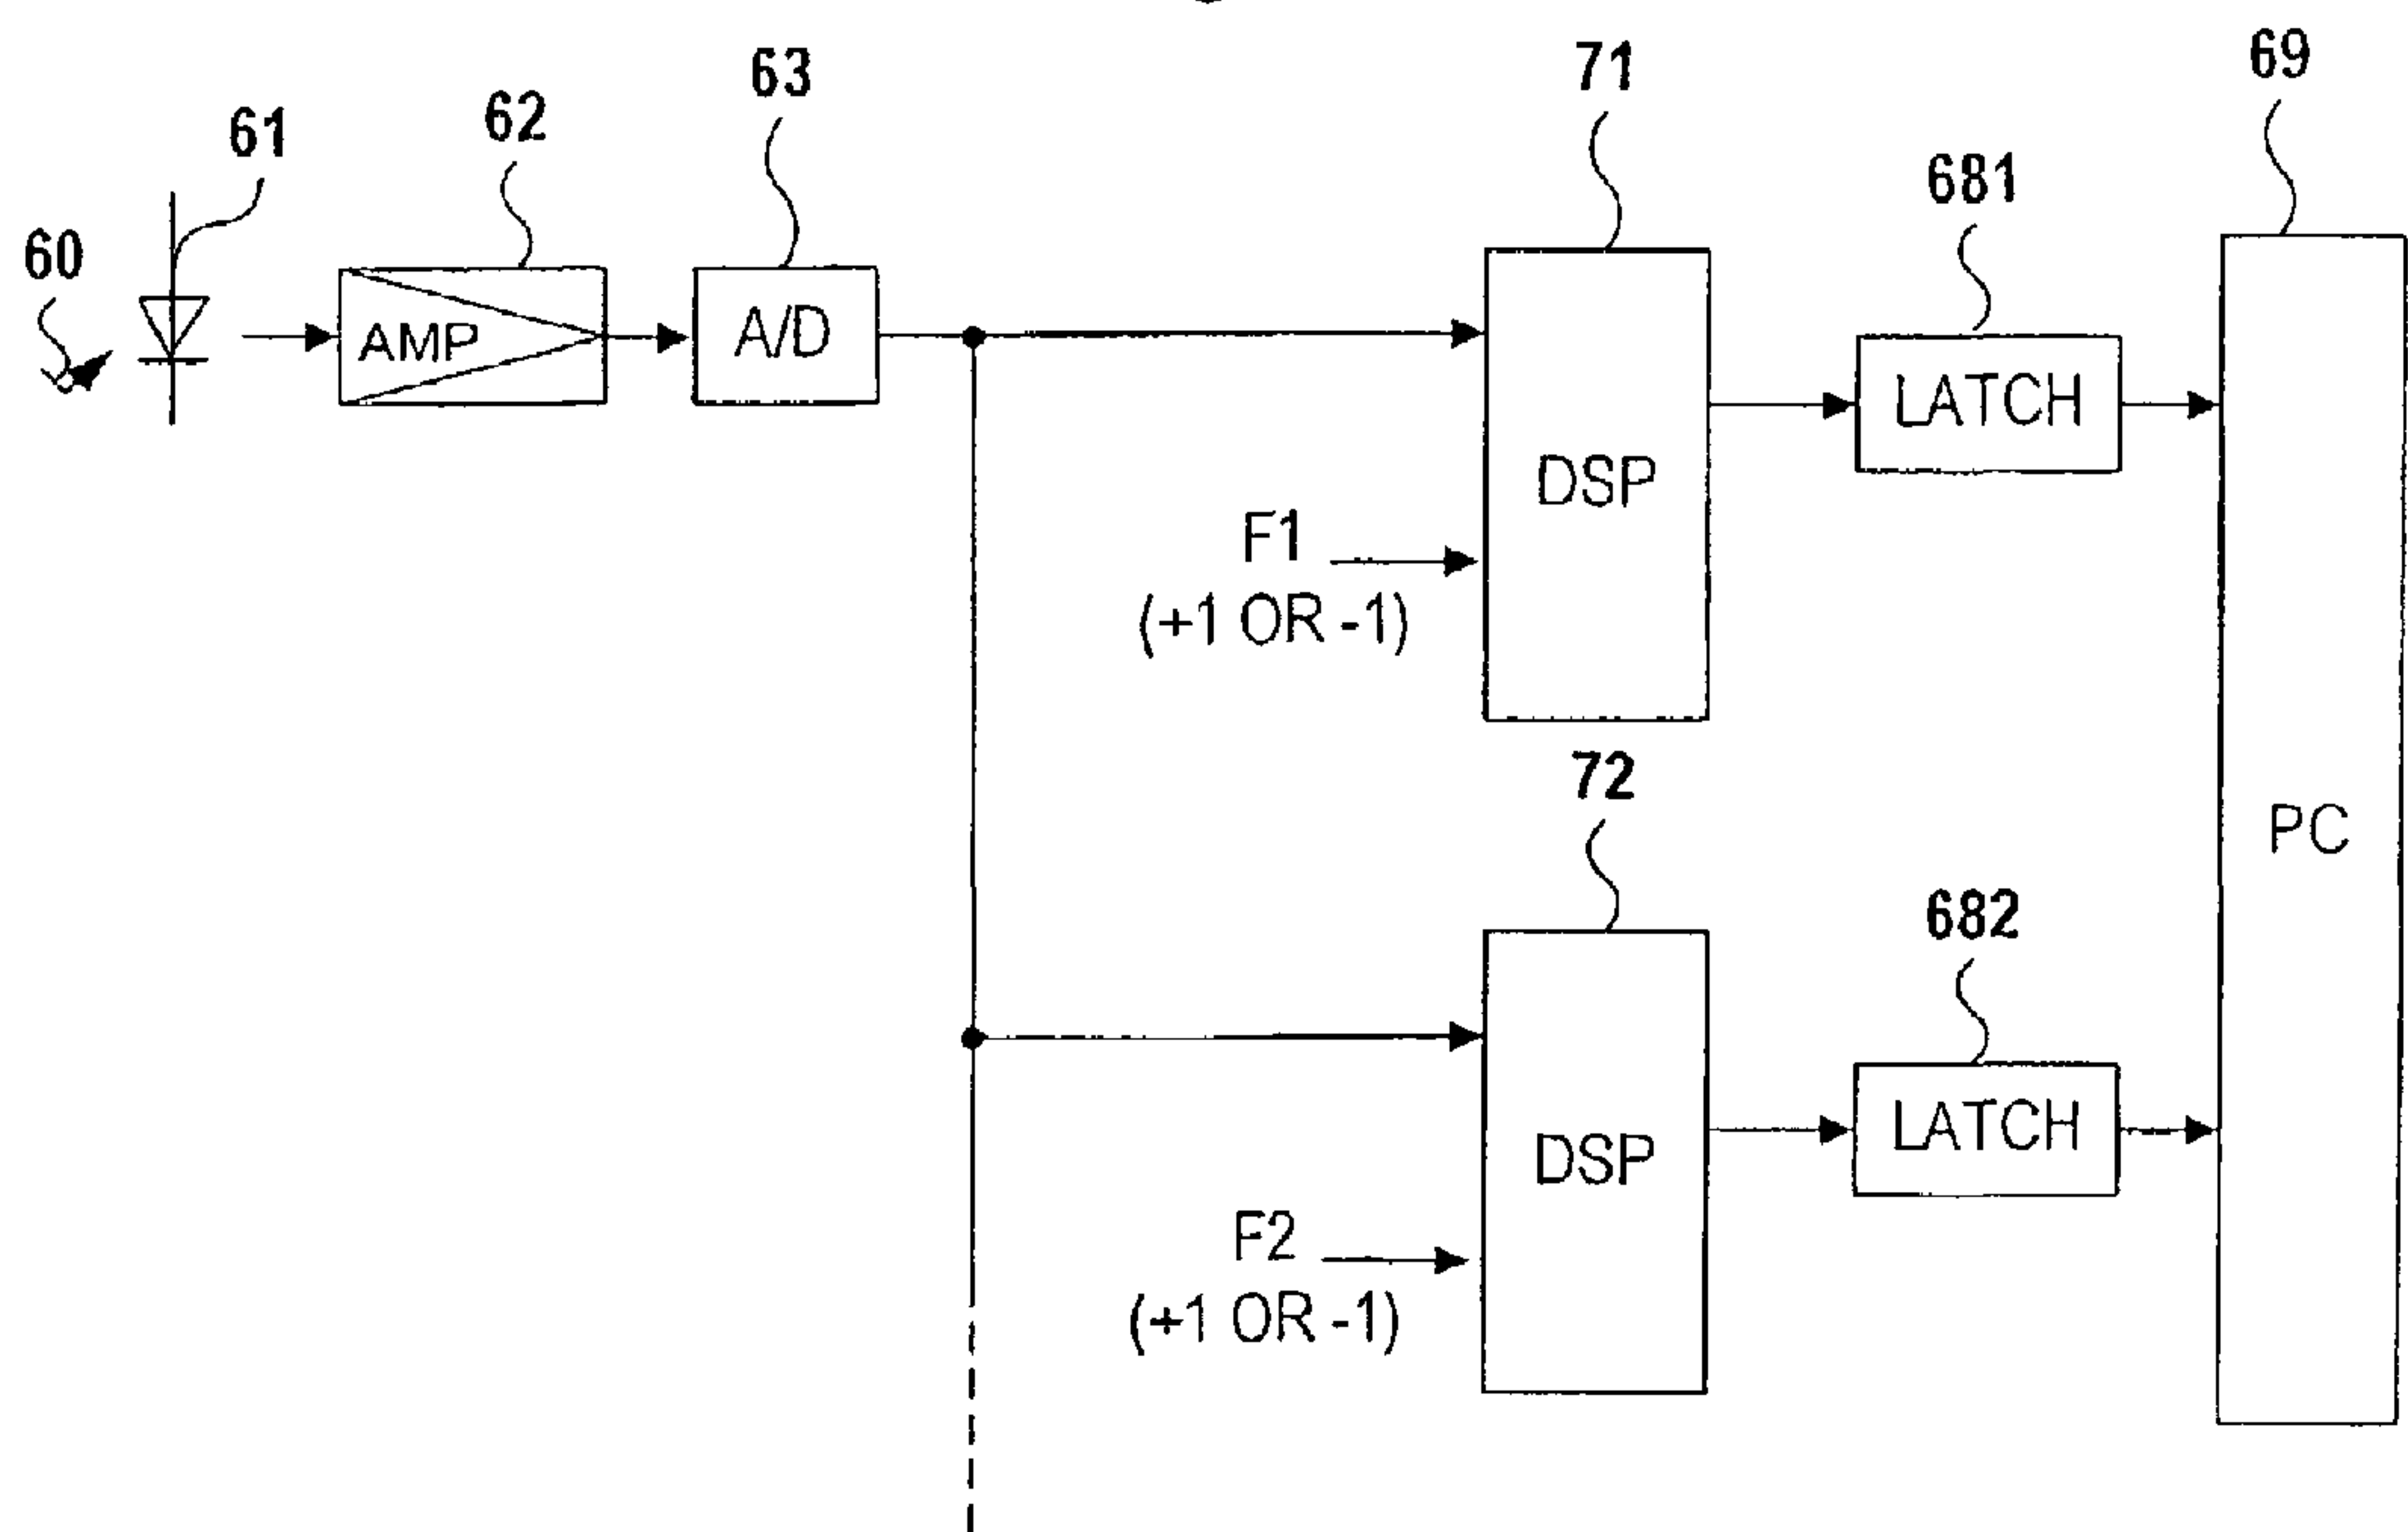 69
71
63
62
61
681
60
AMP
A/D
LATCH
DSP
F1
(+1 OR -1)
72
PC
682
LATCH
DSP
F2
(+1 OR -1)